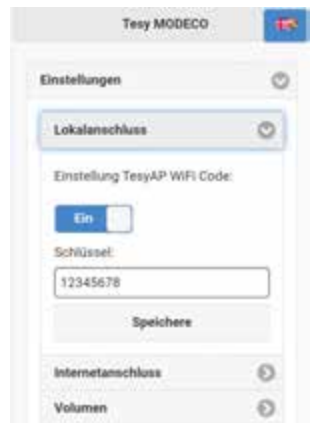 Tesy MODECO
Einstellungen
Lokalanschluss
Einstellung TesyAP WiFi Code:
Ein
Schlüssel:
12345678
Speichere
Internetanschluss
Volumen